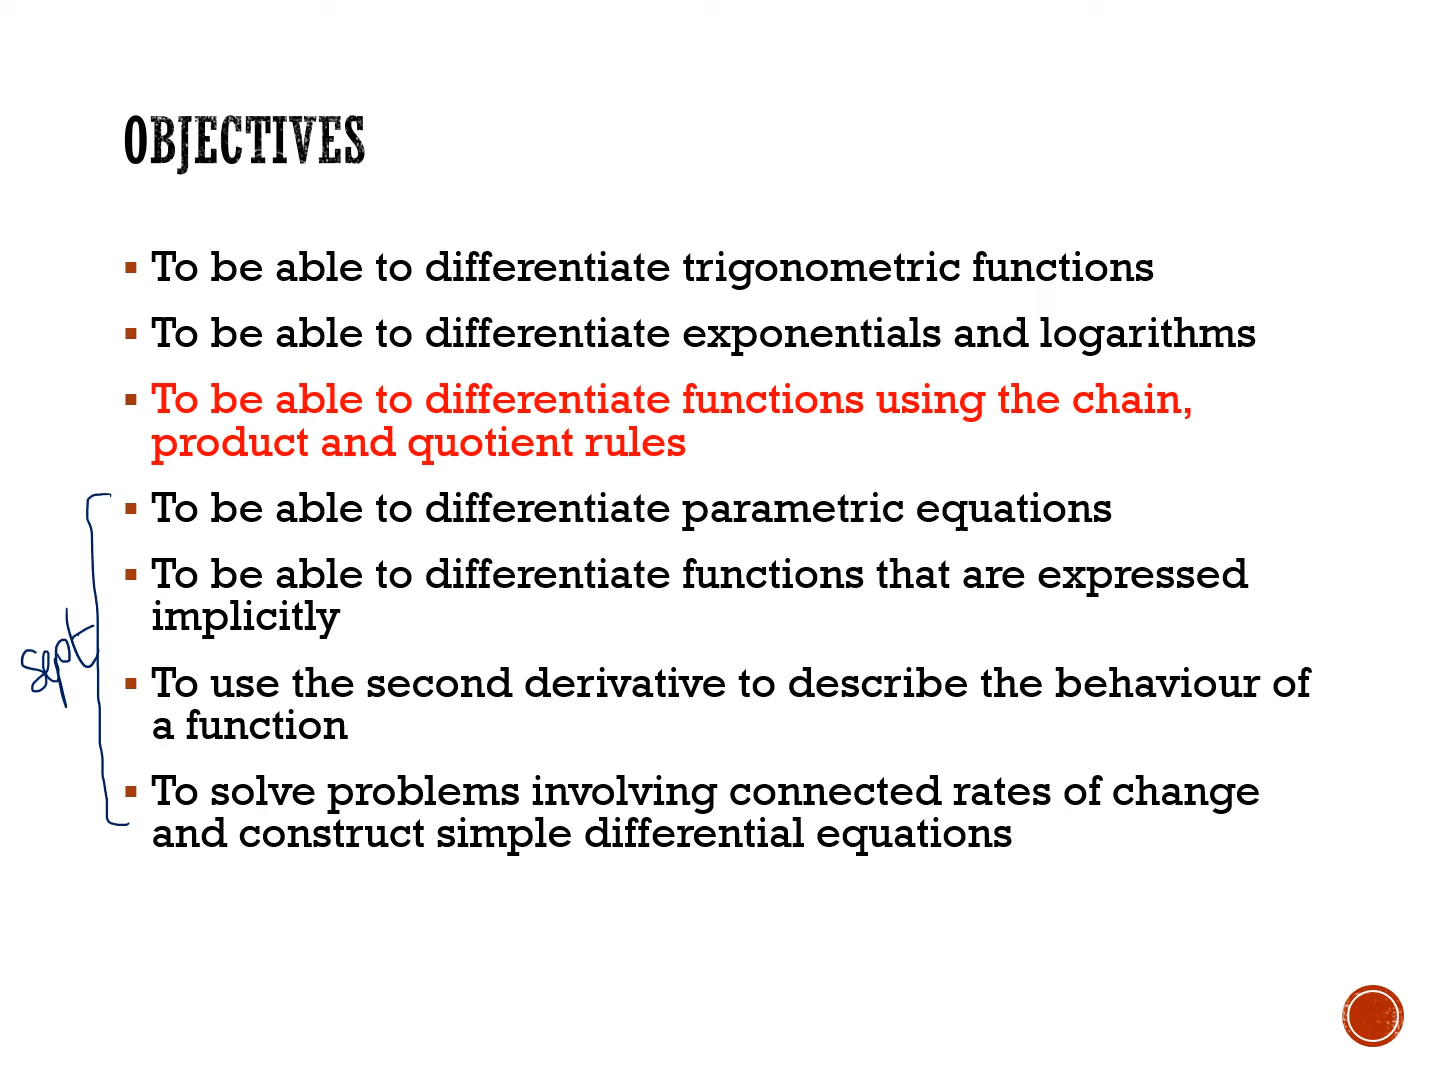 OBJECTIVES
▪ To be able to differentiate trigonometric functions
▪ To be able to differentiate exponentials and logarithms
▪ To be able to differentiate functions using the chain,
product and quotient rules
▪ To be able to differentiate parametric equations
▪ To be able to differentiate functions that are expressed
implicitly
sept
▪ To use the second derivative to describe the behaviour of
a function
▪ To solve problems involving connected rates of change
and construct simple differential equations